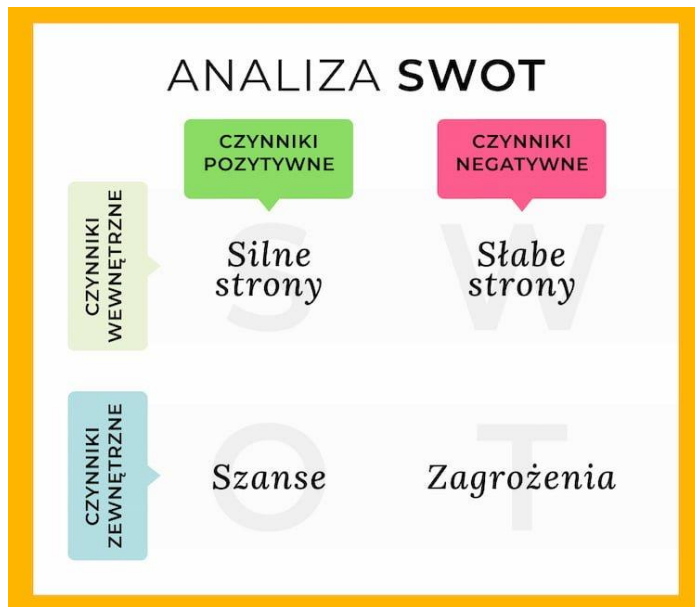 ANALIZA SWOT
CZYNNIKI
POZYTYWNE
CZYNNIKI
NEGATYWNE
CZYNNIKI
WEWNĘTRZNE
S
Silne
strony
W
Słabe
strony
CZYNNIKI
ZEWNĘTRZNE
O
Szanse
T
Zagrożenia